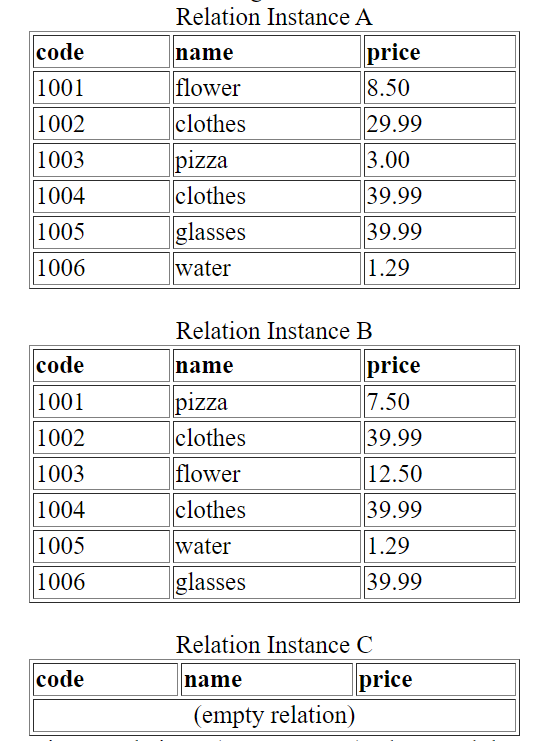 Relation Instance A
code name price
1001 flower 8.50
1002 clothes 29.99
1003 pizza 3.00
1004 clothes 39.99
1005 glasses 39.99
1006 water 1.29
Relation Instance B
code name price
1001 pizza 7.50
1002 clothes 39.99
1003 flower 12.50
1004 clothes 39.99
1005 water 1.29
1006 glasses 39.99
Relation Instance C
code name price
(empty relation)